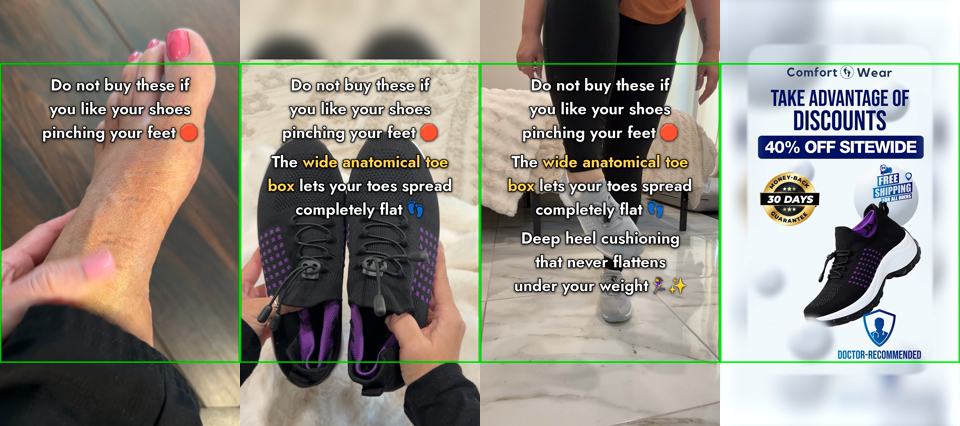 Do not buy these if
you like your shoes
pinching your feet 🛑
Do not buy these if
you like your shoes
pinching your feet 🛑
The wide anatomical toe
box lets your toes spread
completely flat 👣
Do not buy these if
you like your shoes
pinching your feet 🛑
The wide anatomical toe
box lets your toes spread
completely flat 👣
Deep heel cushioning
that never flattens
under your weight🏃‍♀️✨
Comfort Wear
TAKE ADVANTAGE OF
DISCOUNTS
40% OFF SITEWIDE
MONEY-BACK
30 DAYS
GUARANTEE
FREE
SHIPPING
FOR ALL ORDERS
DOCTOR-RECOMMENDED